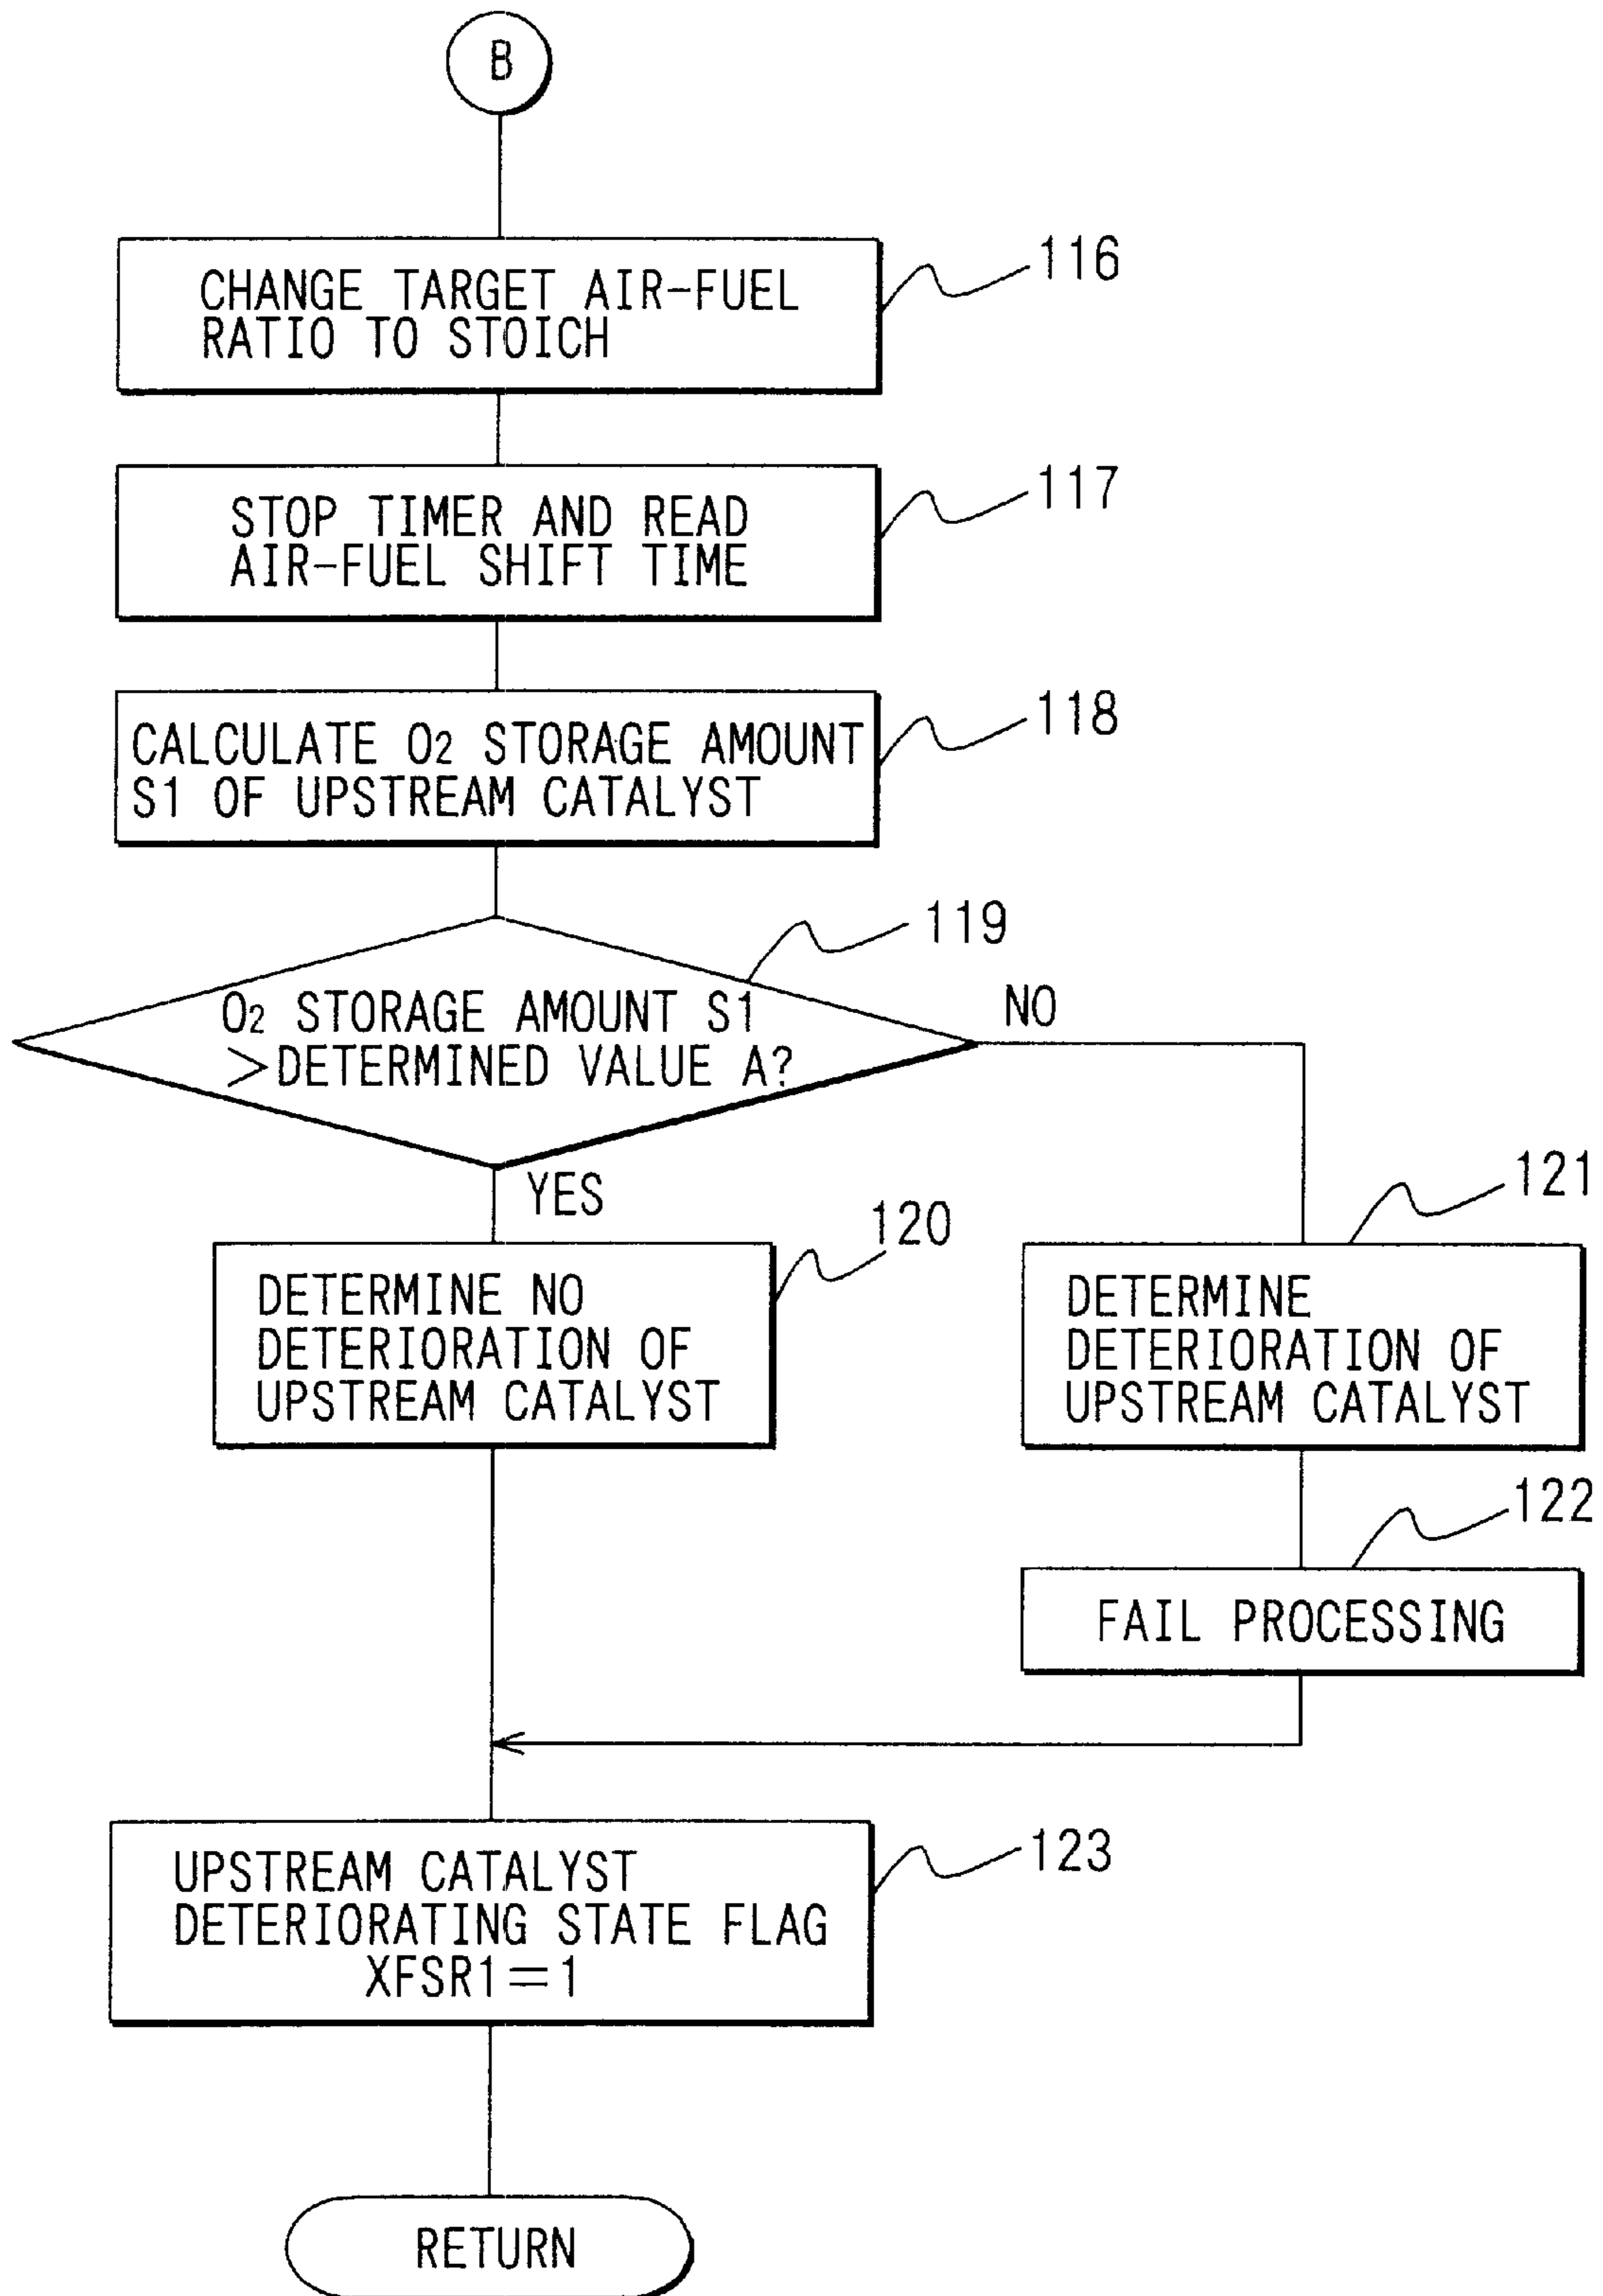 B
CHANGE TARGET AIR-FUEL
RATIO TO STOICH
116
STOP TIMER AND READ
AIR-FUEL SHIFT TIME
117
CALCULATE O2 STORAGE AMOUNT
S1 OF UPSTREAM CATALYST
118
119
O2 STORAGE AMOUNT S1
>DETERMINED VALUE A?
NO
YES
120
DETERMINE NO
DETERIORATION OF
UPSTREAM CATALYST
121
DETERMINE
DETERIORATION OF
UPSTREAM CATALYST
122
FAIL PROCESSING
UPSTREAM CATALYST
DETERIORATING STATE FLAG
XFSR1=1
123
RETURN